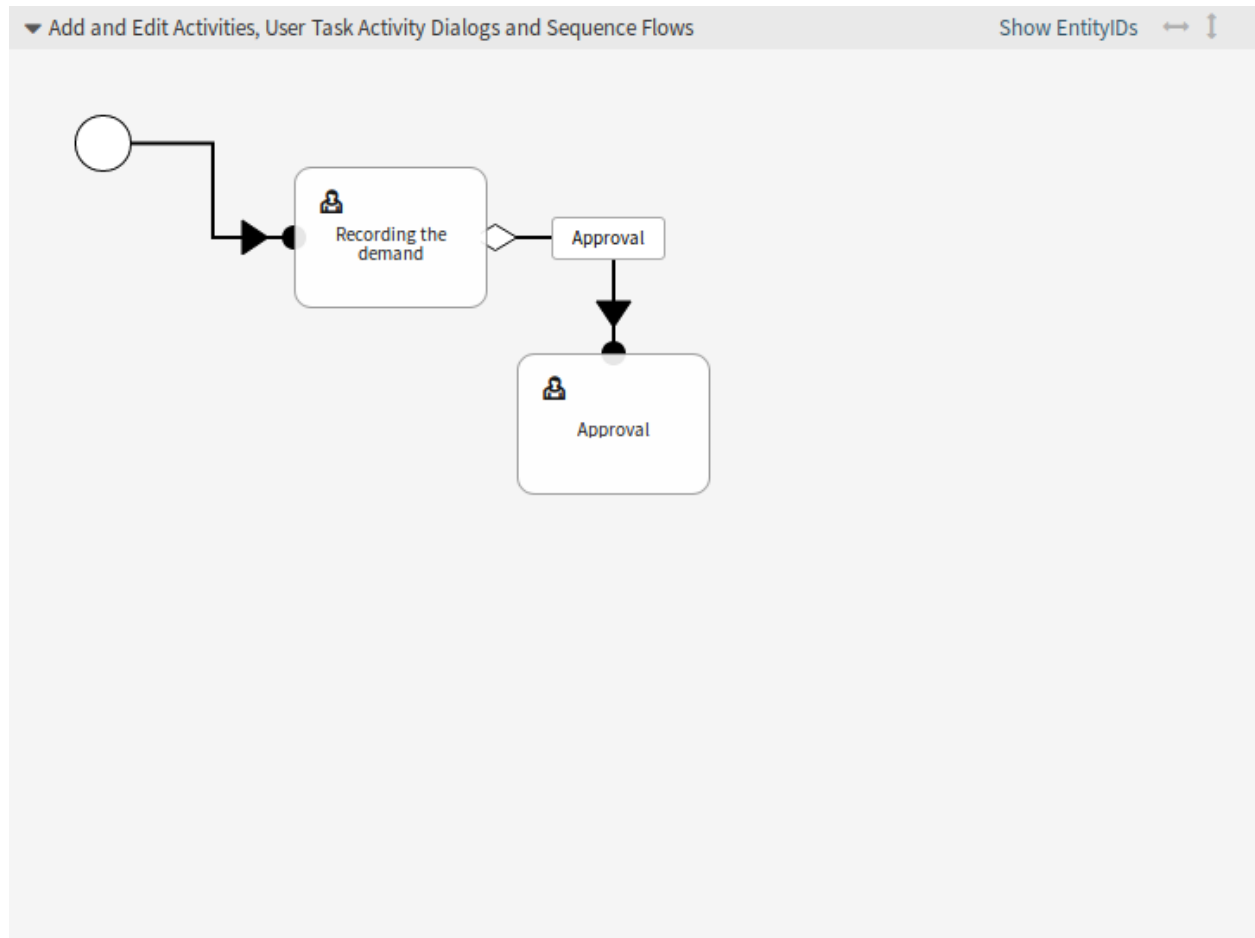 Add and Edit Activities, User Task Activity Dialogs and Sequence Flows
Show EntityIDs
Recording the
demand
Approval
Approval